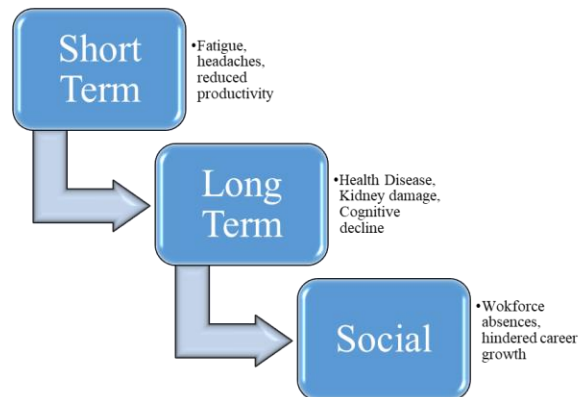 Short
Term
•Fatigue,
headaches,
reduced
productivity
Long
Term
•Health Disease,
Kidney damage,
Cognitive
decline
Social
•Wokforce
absences,
hindered career
growth